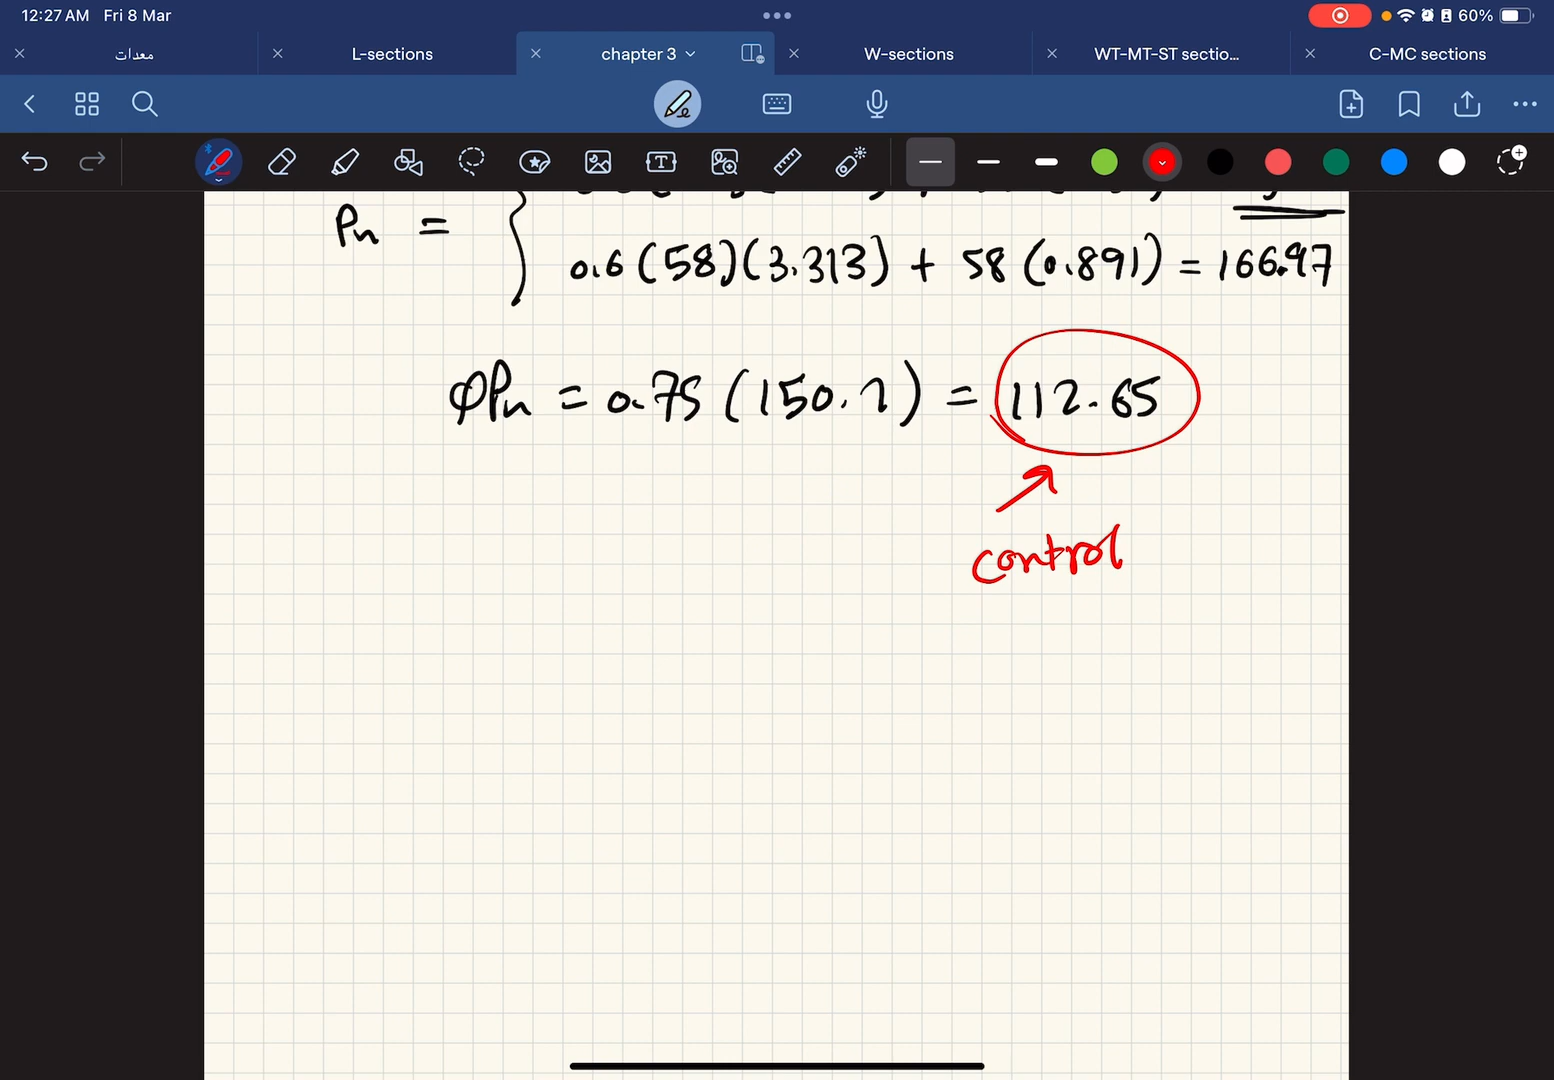 12:27 AM Fri 8 Mar
60%
معدات
L-sections
chapter 3
W-sections
WT-MT-ST sectio...
C-MC sections
Pn =
0.6 (58)(3.313) + 58 (0.891) = 166.97
φPn = 0.75 (150.2) = 112.65
control